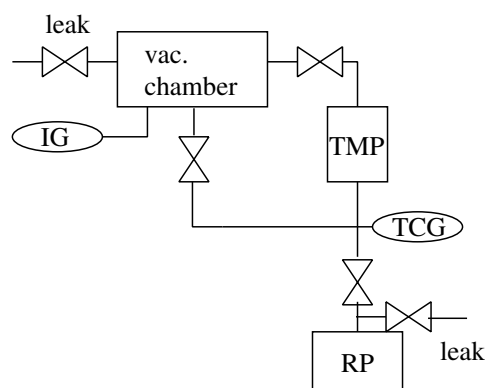 leak
vac.
chamber
IG
TMP
TCG
leak
RP